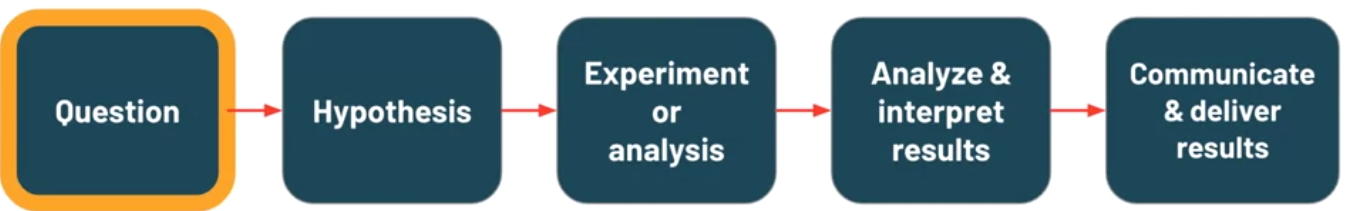 Question
Hypothesis
Experiment
or
analysis
Analyze &
interpret
results
Communicate
& deliver
results